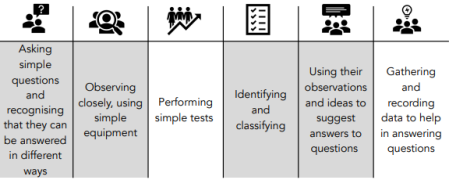 ?
Asking
simple
questions
and
recognising
that they can
be answered
in different
ways
Observing
closely, using
simple
equipment
Performing
simple tests
Identifying
and
classifying
Using their
observations
and ideas to
suggest
answers to
questions
Gathering
and
recording
data to help
in answering
questions